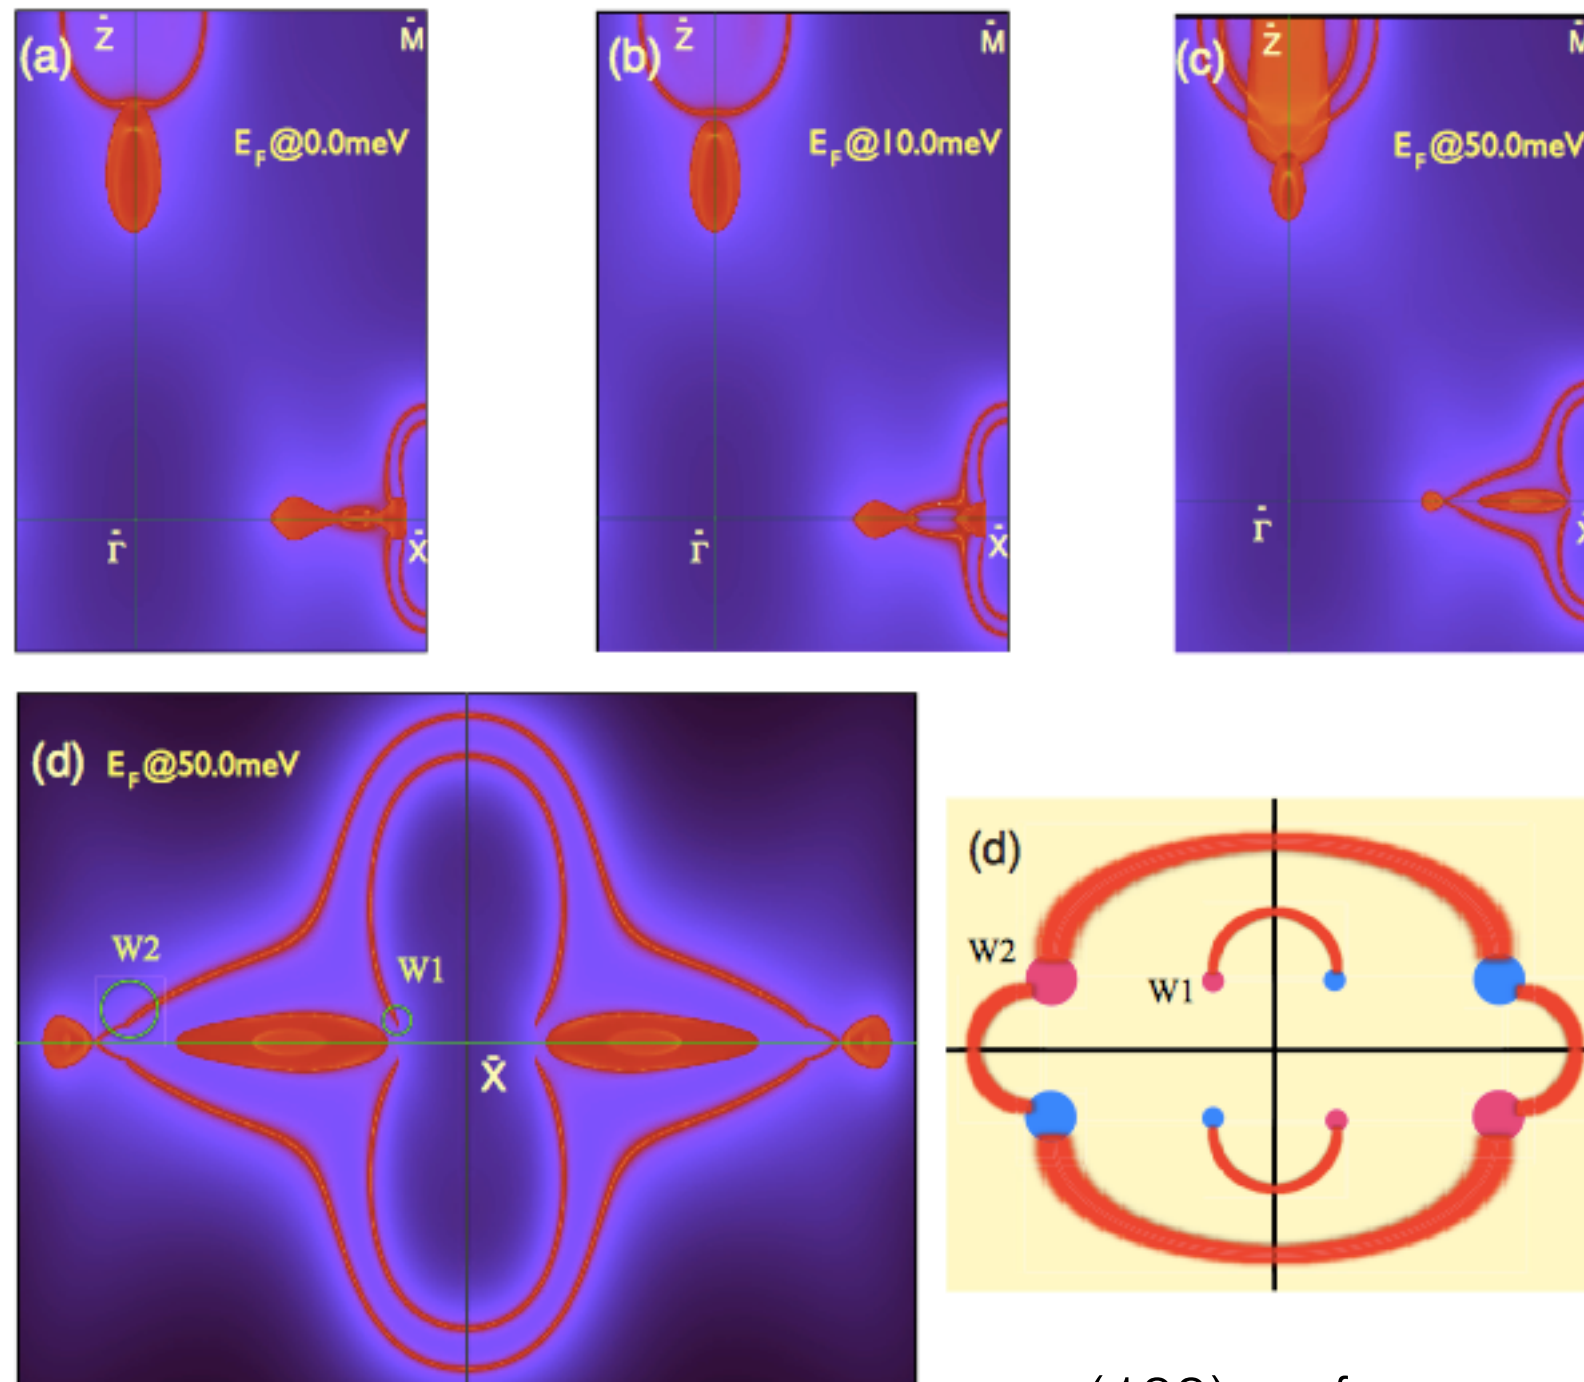 (a) Z̄ M̄
E_F@0.0meV
Γ̄ X̄
(b) Z̄ M̄
E_F@10.0meV
Γ̄ X̄
(c) Z̄
E_F@50.0meV
Γ̄
(d) E_F@50.0meV
W2
W1
X̄
(d)
W2
W1